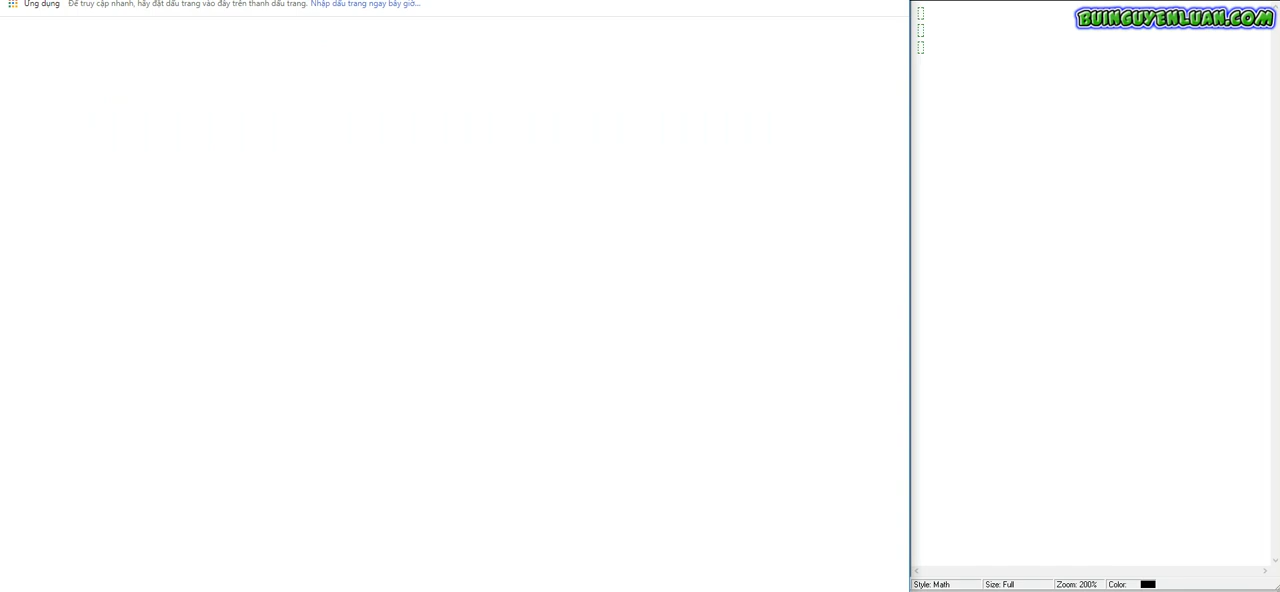 Ứng dụng Để truy cập nhanh, hãy đặt dấu trang vào đây trên thanh dấu trang. Nhập dấu trang ngay bây giờ...
BUINGUYENLUAN.COM
Style: Math Size: Full Zoom: 200% Color: